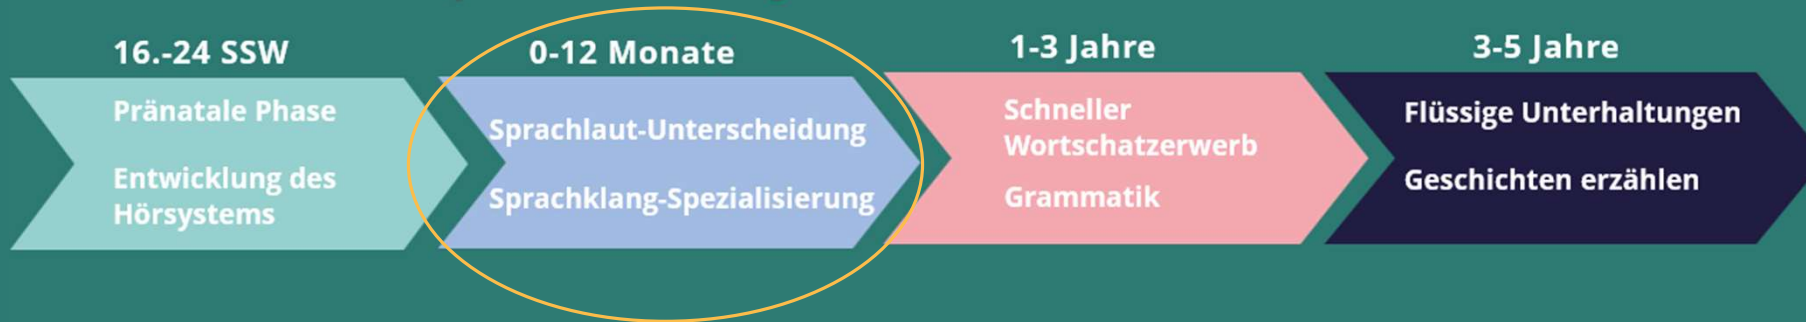 16.-24 SSW
Pränatale Phase
Entwicklung des
Hörsystems
0-12 Monate
Sprachlaut-Unterscheidung
Sprachklang-Spezialisierung
1-3 Jahre
Schneller
Wortschatzerwerb
Grammatik
3-5 Jahre
Flüssige Unterhaltungen
Geschichten erzählen